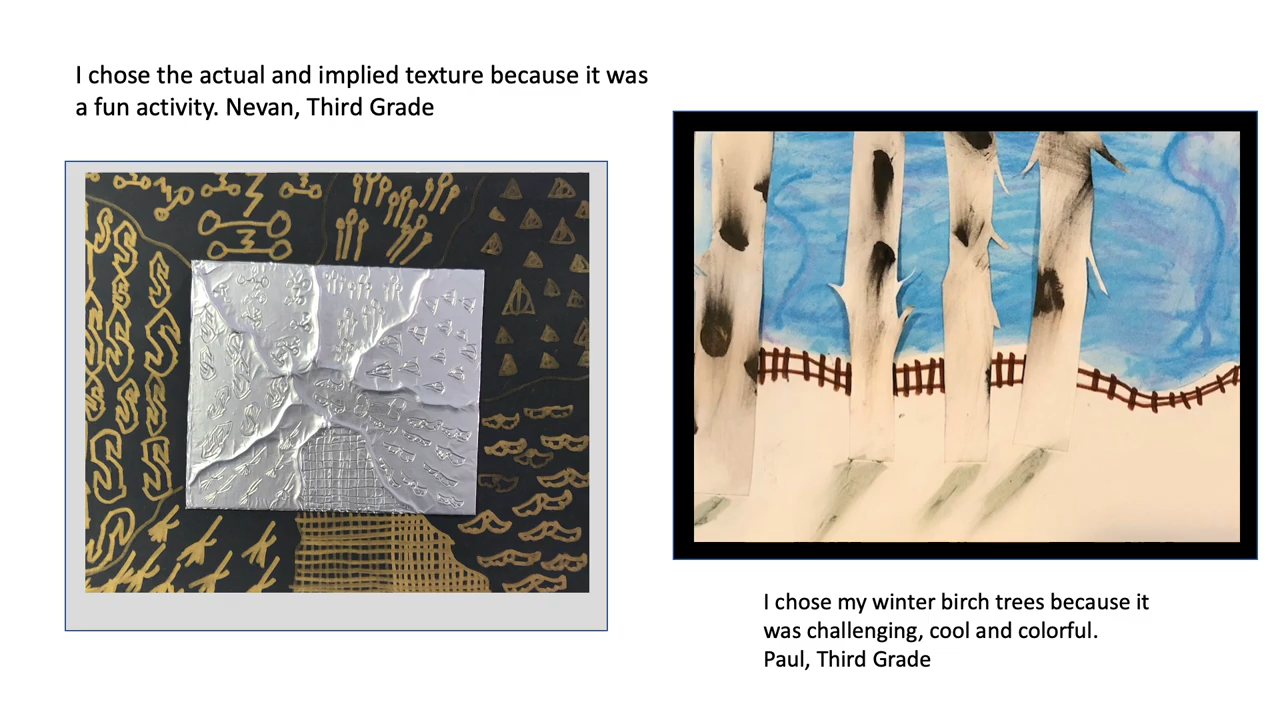 I chose the actual and implied texture because it was
a fun activity. Nevan, Third Grade
I chose my winter birch trees because it
was challenging, cool and colorful.
Paul, Third Grade